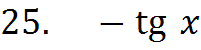 25. – tg x